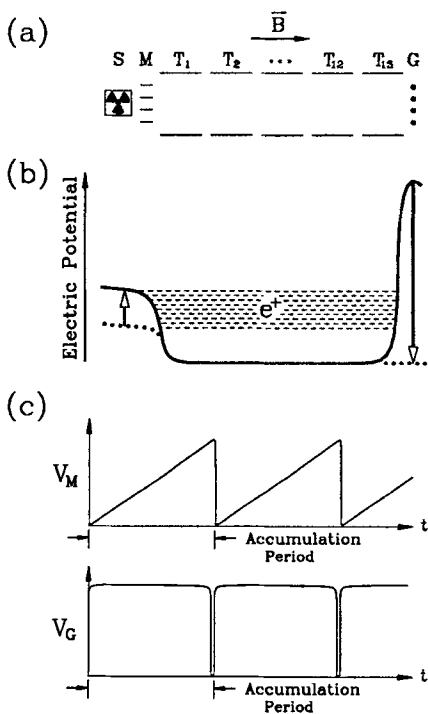 (a)
B
S M T1 T2 ... T12 T13 G
(b)
Electric Potential
e+
(c)
VM
t
Accumulation
Period
VG
t
Accumulation
Period